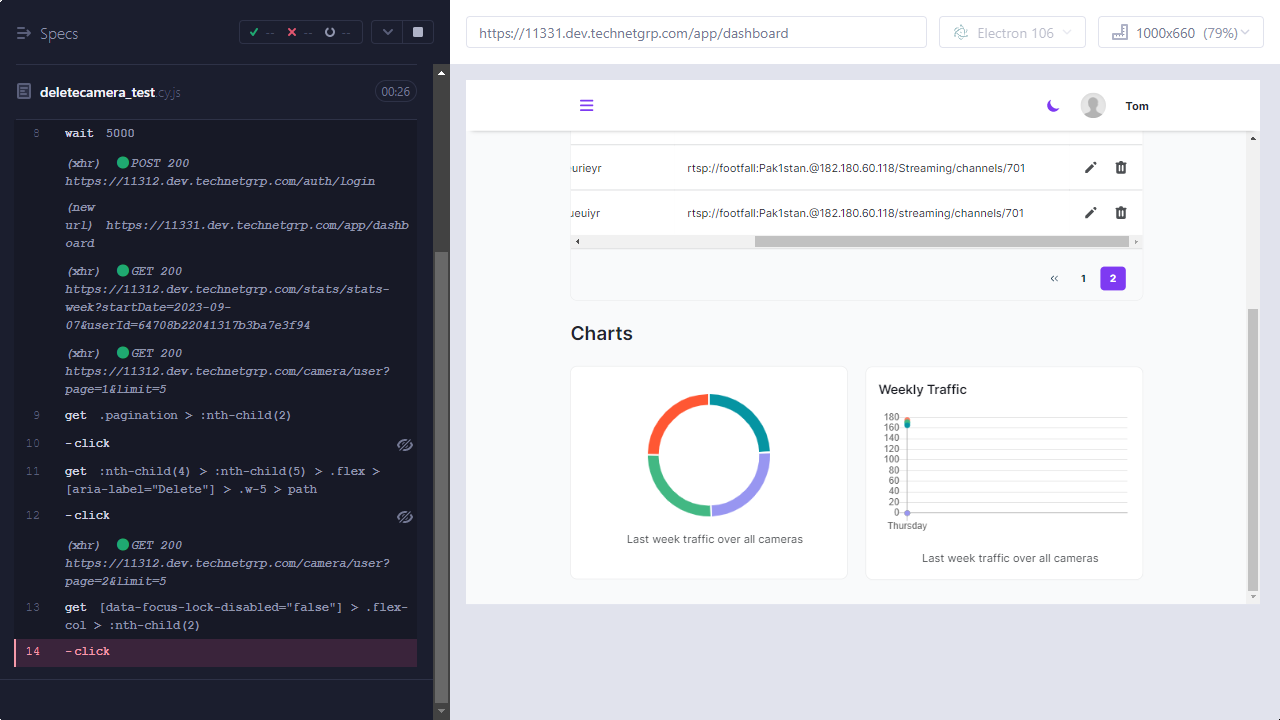 Specs
-- -- --
deletecamera_test.cy.js
00:26
8 wait 5000
(xhr) POST 200
https://11312.dev.technetgrp.com/auth/login
(new
url) https://11331.dev.technetgrp.com/app/dashb
oard
(xhr) GET 200
https://11312.dev.technetgrp.com/stats/stats-
week?startDate=2023-09-
07&userId=64708b22041317b3ba7e3f94
(xhr) GET 200
https://11312.dev.technetgrp.com/camera/user?
page=1&limit=5
9 get .pagination > :nth-child(2)
10 -click
11 get :nth-child(4) > :nth-child(5) > .flex >
[aria-label="Delete"] > .w-5 > path
12 -click
(xhr) GET 200
https://11312.dev.technetgrp.com/camera/user?
page=2&limit=5
13 get [data-focus-lock-disabled="false"] > .flex-
col > :nth-child(2)
14 -click
https://11331.dev.technetgrp.com/app/dashboard
Electron 106
1000x660 (79%)
Tom
urieyr rtsp://footfall:Pak1stan.@182.180.60.118/Streaming/channels/701
ueuiyr rtsp://footfall:Pak1stan.@182.180.60.118/streaming/channels/701
« 1 2
Charts
Last week traffic over all cameras
Weekly Traffic
180
160
140
120
100
80
60
40
20
0
Thursday
Last week traffic over all cameras